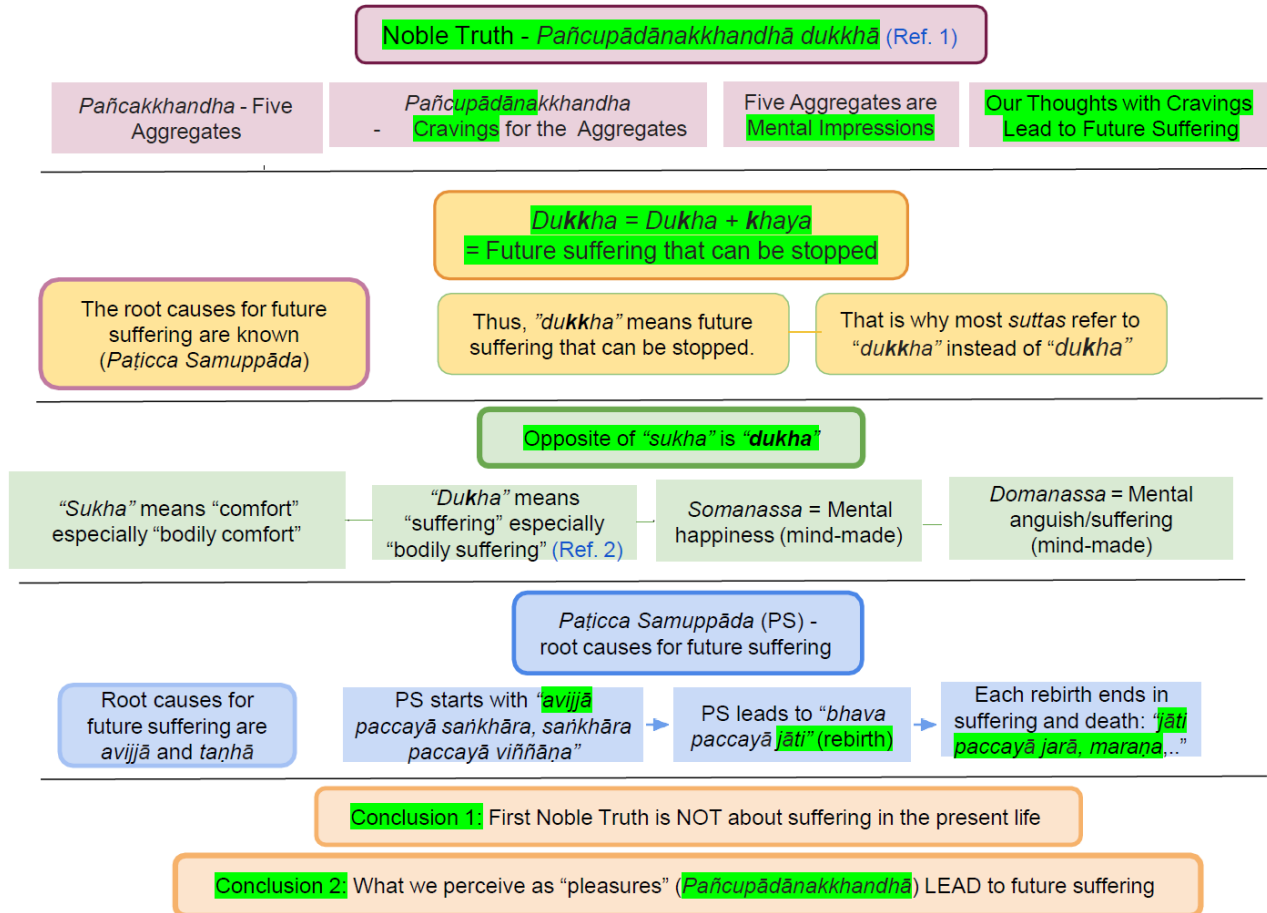 Noble Truth - Pañcupādānakkhandhā dukkhā (Ref. 1)
Pañcakkhandha - Five
Aggregates
Pañcupādānakkhandha
- Cravings for the Aggregates
Five Aggregates are
Mental Impressions
Our Thoughts with Cravings
Lead to Future Suffering
Dukkha = Dukha + khaya
= Future suffering that can be stopped
The root causes for future
suffering are known
(Paṭicca Samuppāda)
Thus, "dukkha" means future
suffering that can be stopped.
That is why most suttas refer to
"dukkha" instead of "dukha"
Opposite of "sukha" is "dukha"
"Sukha" means "comfort"
especially "bodily comfort"
"Dukha" means
"suffering" especially
"bodily suffering" (Ref. 2)
Somanassa = Mental
happiness (mind-made)
Domanassa = Mental
anguish/suffering
(mind-made)
Paṭicca Samuppāda (PS) -
root causes for future suffering
Root causes for
future suffering are
avijjā and taṇhā
PS starts with "avijjā
paccayā saṅkhāra, saṅkhāra
paccayā viññāṇa"
PS leads to "bhava
paccayā jāti" (rebirth)
Each rebirth ends in
suffering and death: "jāti
paccayā jarā, maraṇa,.."
Conclusion 1: First Noble Truth is NOT about suffering in the present life
Conclusion 2: What we perceive as "pleasures" (Pañcupādānakkhandhā) LEAD to future suffering